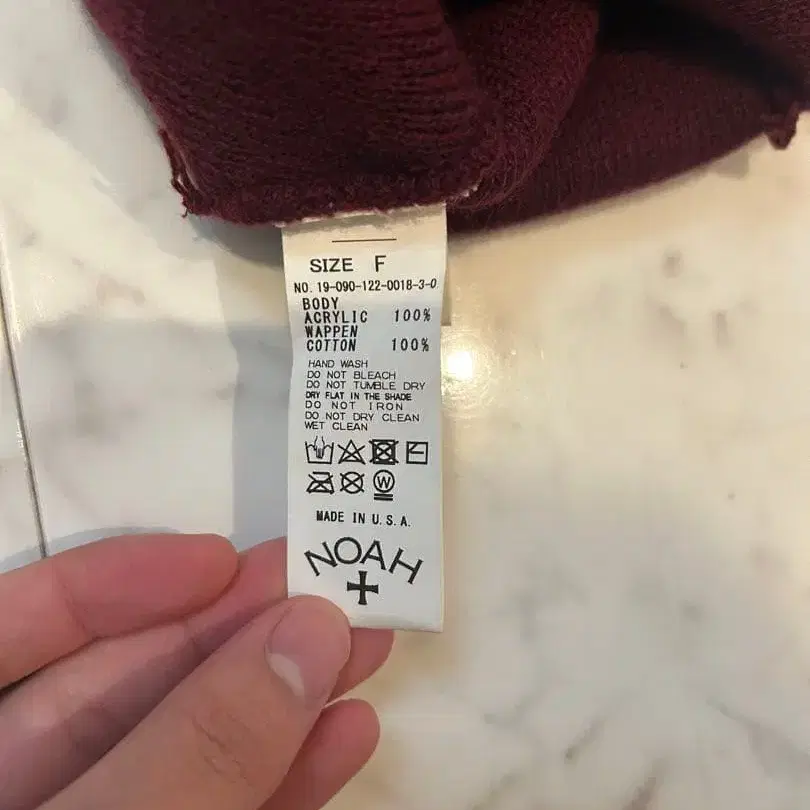 SIZE F
NO. 19-090-122-0018-3-0
BODY
ACRYLIC 100%
WAPPEN
COTTON 100%
HAND WASH
DO NOT BLEACH
DO NOT TUMBLE DRY
DRY FLAT IN THE SHADE
DO NOT IRON
DO NOT DRY CLEAN
WET CLEAN
W
MADE IN U.S.A.
NOAH